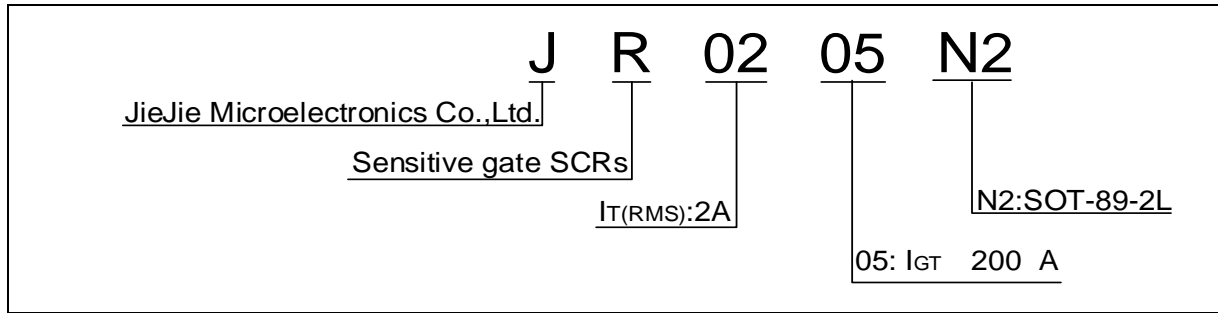 J R 02 05 N2
JieJie Microelectronics Co.,Ltd.
Sensitive gate SCRs
IT(RMS):2A
N2:SOT-89-2L
05: IGT 200 A